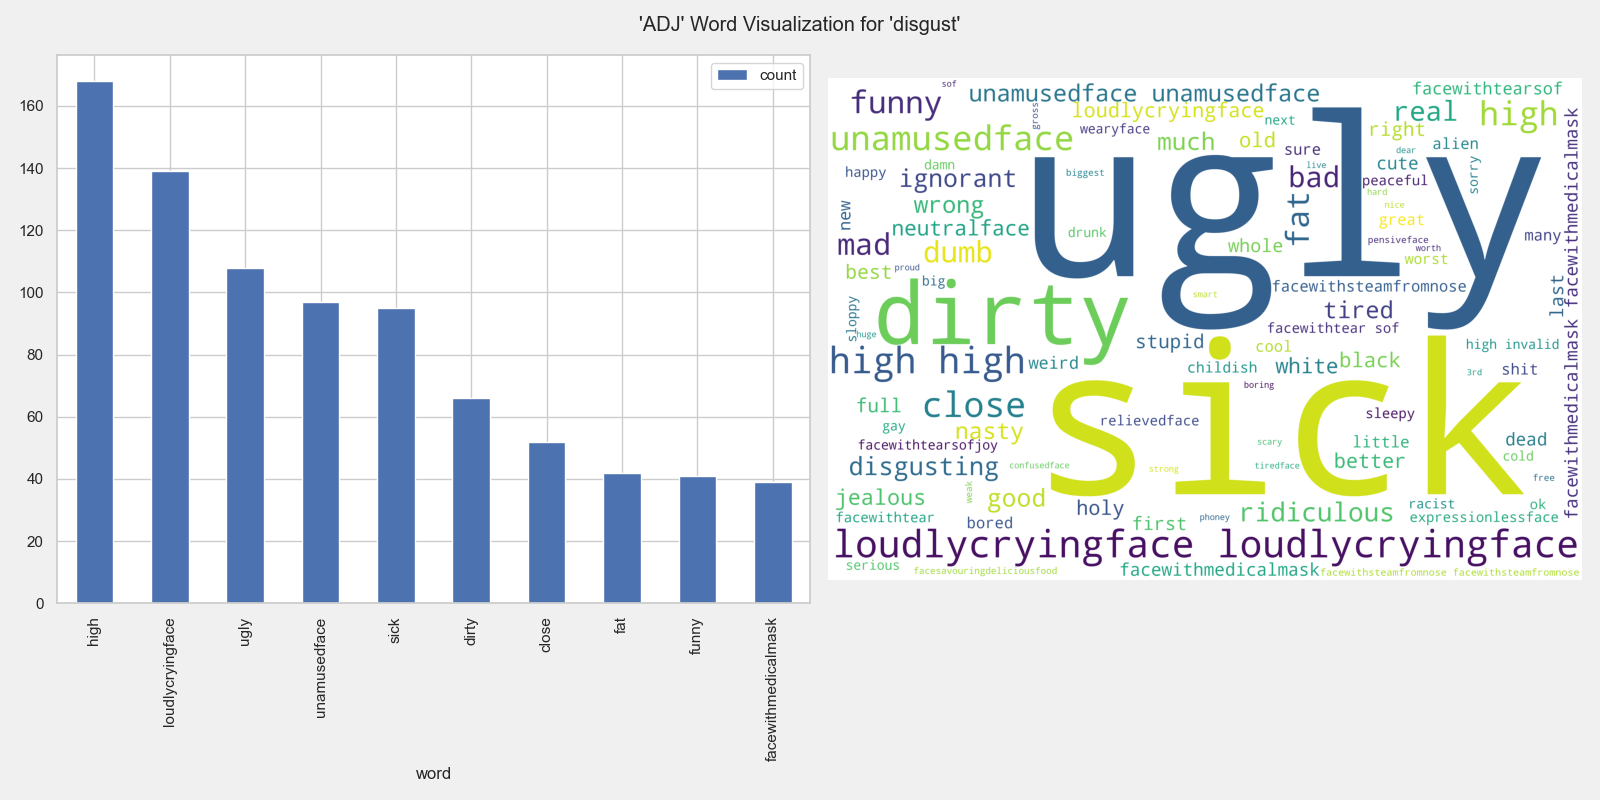 'ADJ' Word Visualization for 'disgust'
count
160
140
120
100
80
60
40
20
0
high
loudlycryingface
ugly
unamusedface
sick
dirty
close
fat
funny
facewithmedicalmask
word
sof
funny
unamusedface unamusedface
facewithtearsof
gross
loudlycryingface
real
high
unamusedface
wearyface
next
right
much
old
sure
dear
alien
damn
live
cute
sorry
happy
ignorant
biggest
ugly
bad
peaceful
hard
new
wrong
fat
nice
great
neutralface
drunk
mad
dumb
whole
pensiveface
worth
many
best
proud
worst
big
smart
facewithsteamfromnose
last
facewithmedicalmask facewithmedicalmask
dirty
sloppy
huge
tired
facewithtear sof
stupid
cool
high invalid
high high
weird
childish
white
black
3rd
shit
boring
full
close
sick
sleepy
gay
nasty
relievedface
facewithtearsofjoy
scary
little
dead
disgusting
confusedface
strong
tiredface
better
cold
free
weak
jealous
good
holy
ridiculous
racist
ok
facewithtear
bored
first
phoney
expressionlessface
loudlycryingface loudlycryingface
serious
facesavouringdeliciousfood
facewithmedicalmask
facewithsteamfromnose facewithsteamfromnose